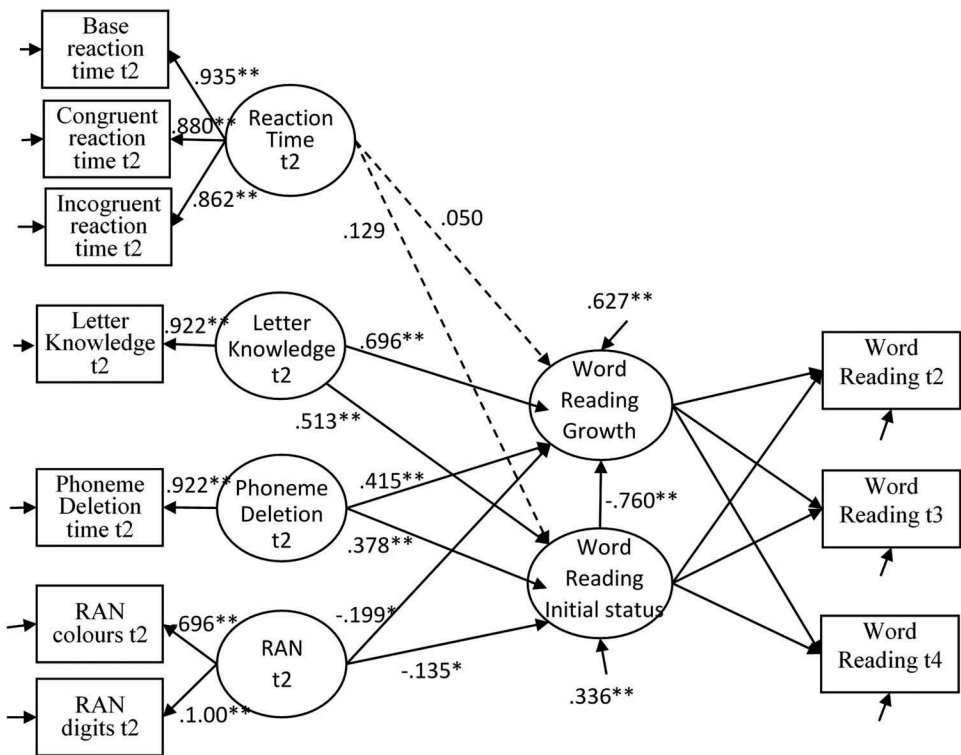 Base
reaction
time t2
.935**
Congruent
reaction
time t2
.880**
Reaction
Time
t2
Incogruent
reaction
time t2
.862**
.129
.050
Letter
Knowledge
t2
.922**
Letter
Knowledge
t2
.696**
.513**
.627**
Word
Reading
Growth
Word
Reading t2
Phoneme
Deletion
time t2
.922**
Phoneme
Deletion
t2
.415**
.378**
-.760**
Word
Reading t3
Word
Reading
Initial status
RAN
colours t2
.696**
RAN
t2
-.199*
-.135*
.336**
Word
Reading t4
RAN
digits t2
.1.00**